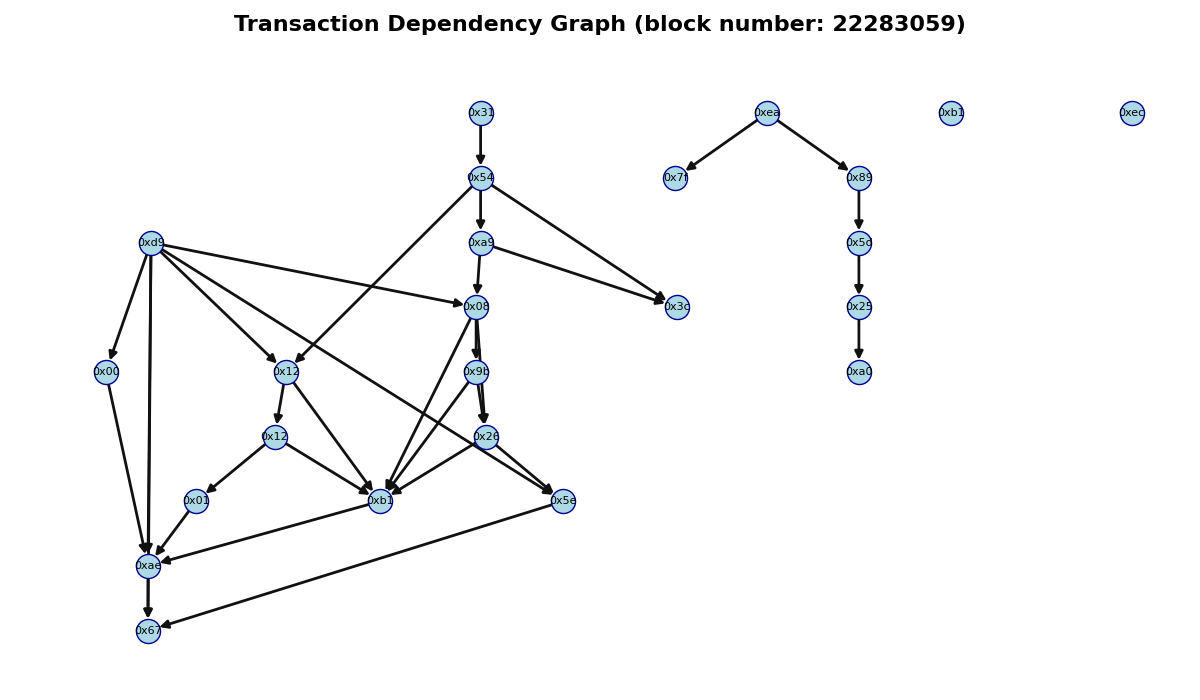 Transaction Dependency Graph (block number: 22283059)
0x31
0xea
0xb1
0xec
0x54
0x7f
0x89
0xd9
0xa9
0x5d
0x08
0x3c
0x25
0x00
0x12
0x9b
0xa0
0x12
0x26
0x01
0xb1
0x5e
0xae
0x67